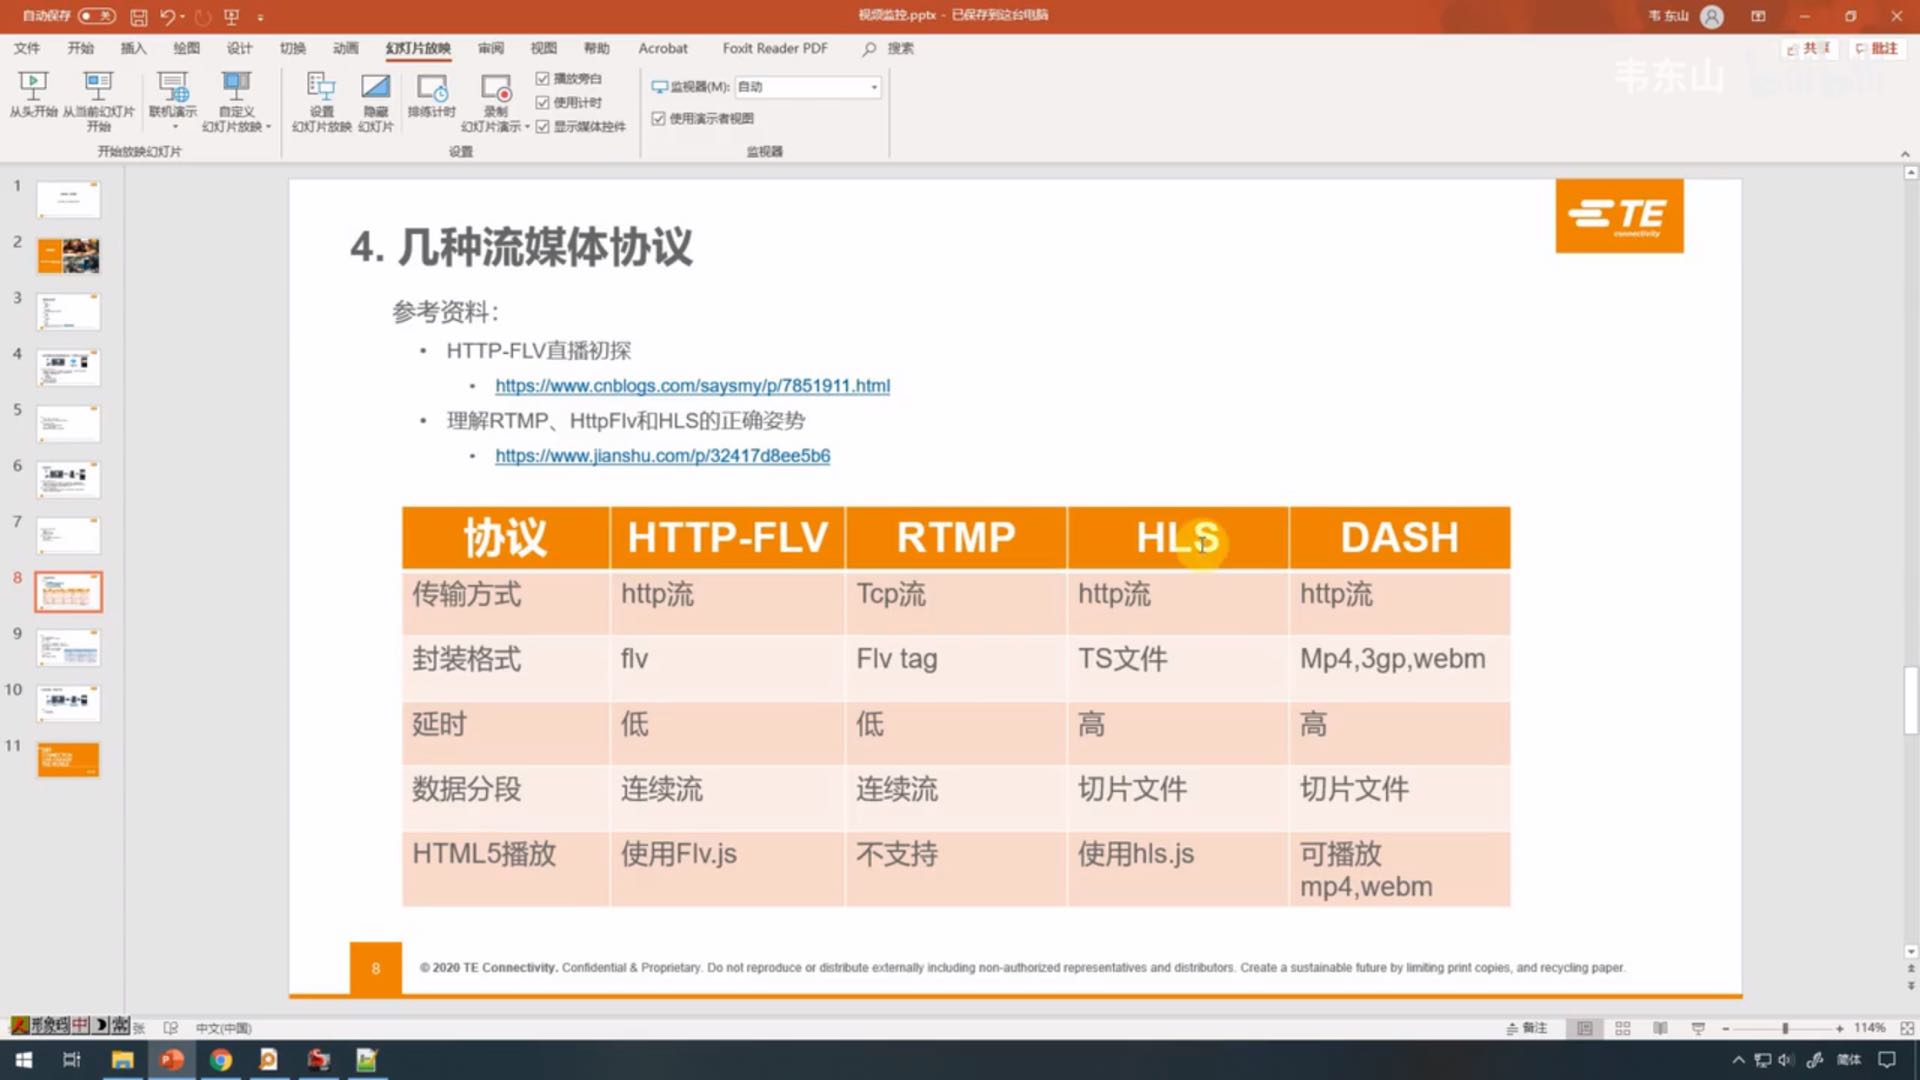 自动保存 关
视频监控.pptx - 已保存到这台电脑
韦 东山
文件 开始 插入 绘图 设计 切换 动画 幻灯片放映 审阅 视图 帮助 Acrobat Foxit Reader PDF 搜索
共享 批注
韦东山
从头开始 从当前幻灯片 开始
联机演示
自定义 幻灯片放映
设置 幻灯片放映
隐藏 幻灯片
排练计时
录制 幻灯片演示
播放旁白
使用计时
显示媒体控件
监视器(M): 自动
使用演示者视图
开始放映幻灯片 设置 监视器
1
2
3
4
5
6
7
8
9
10
11
TE
connectivity
4. 几种流媒体协议
参考资料：
• HTTP-FLV直播初探
• https://www.cnblogs.com/saysmy/p/7851911.html
• 理解RTMP、HttpFlv和HLS的正确姿势
• https://www.jianshu.com/p/32417d8ee5b6
协议 HTTP-FLV RTMP HLS DASH
传输方式 http流 Tcp流 http流 http流
封装格式 flv Flv tag TS文件 Mp4,3gp,webm
延时 低 低 高 高
数据分段 连续流 连续流 切片文件 切片文件
HTML5播放 使用Flv.js 不支持 使用hls.js 可播放
mp4,webm
8
© 2020 TE Connectivity. Confidential & Proprietary. Do not reproduce or distribute externally including non-authorized representatives and distributors. Create a sustainable future by limiting print copies, and recycling paper.
张 中文(中国)
备注
114%
简体